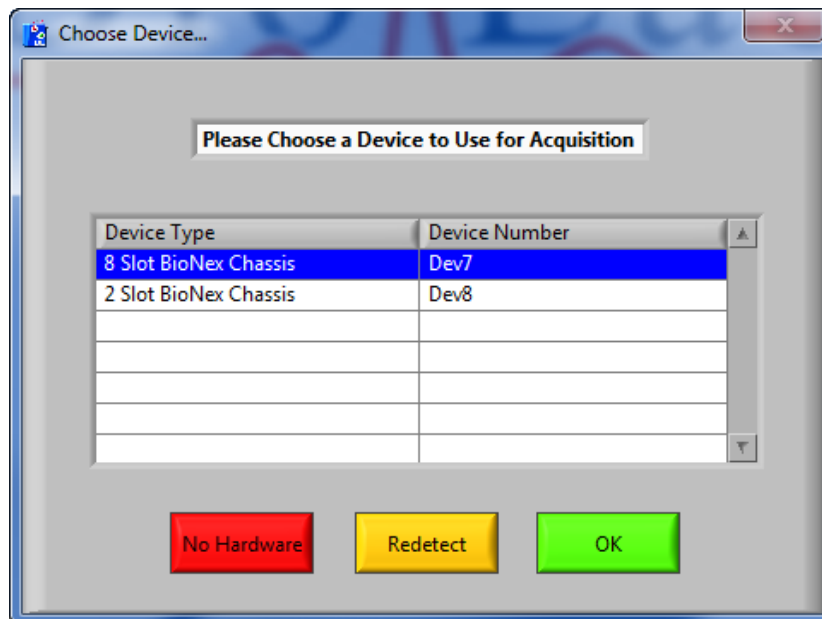 Choose Device...
Please Choose a Device to Use for Acquisition
Device Type Device Number
8 Slot BioNex Chassis Dev7
2 Slot BioNex Chassis Dev8
No Hardware Redetect OK